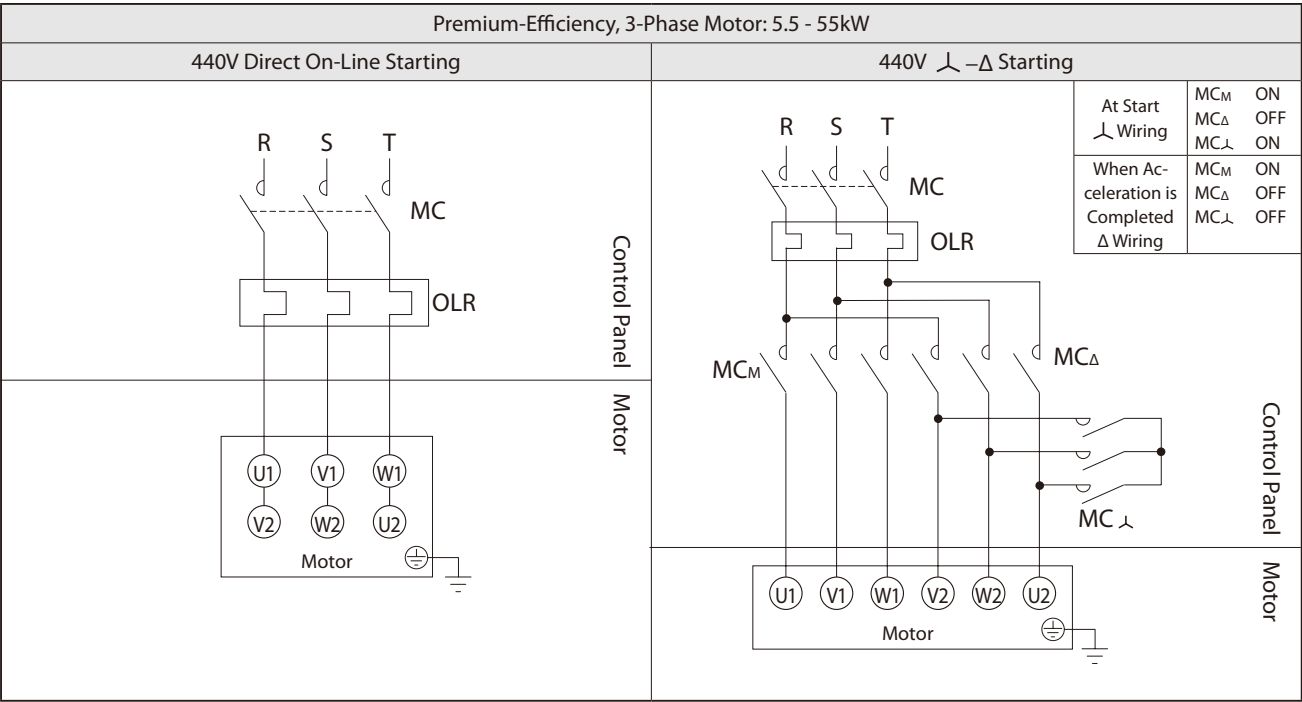 Premium-Efficiency, 3-Phase Motor: 5.5 - 55kW
440V Direct On-Line Starting
R S T
MC
OLR
Control Panel
Motor
U1 V1 W1
V2 W2 U2
Motor
440V ⅄ –Δ Starting
At Start
⅄ Wiring
MCM ON
MCΔ OFF
MC⅄ ON
When Ac-
celeration is
Completed
Δ Wiring
MCM ON
MCΔ OFF
MC⅄ OFF
R S T
MC
OLR
MCM
MCΔ
MC ⅄
Control Panel
Motor
U1 V1 W1 V2 W2 U2
Motor